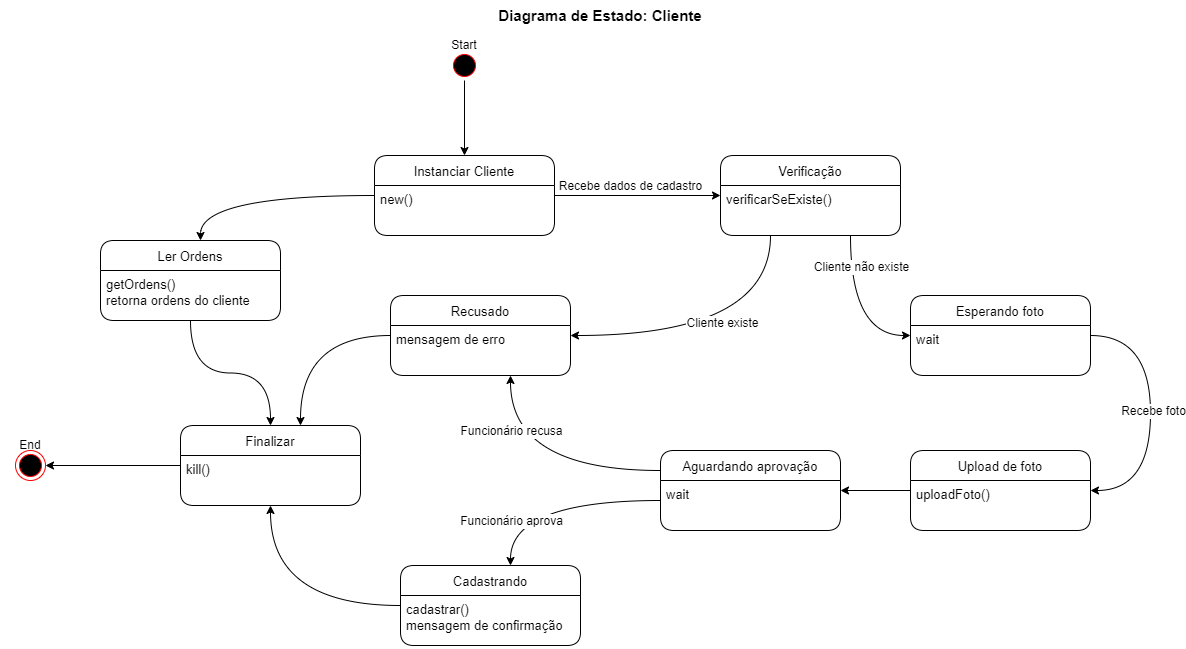 Diagrama de Estado: Cliente
Start
Instanciar Cliente
new()
Recebe dados de cadastro
Verificação
verificarSeExiste()
Ler Ordens
getOrdens()
retorna ordens do cliente
Cliente não existe
Recusado
mensagem de erro
Cliente existe
Esperando foto
wait
Recebe foto
Funcionário recusa
End
Finalizar
kill()
Aguardando aprovação
wait
Upload de foto
uploadFoto()
Funcionário aprova
Cadastrando
cadastrar()
mensagem de confirmação